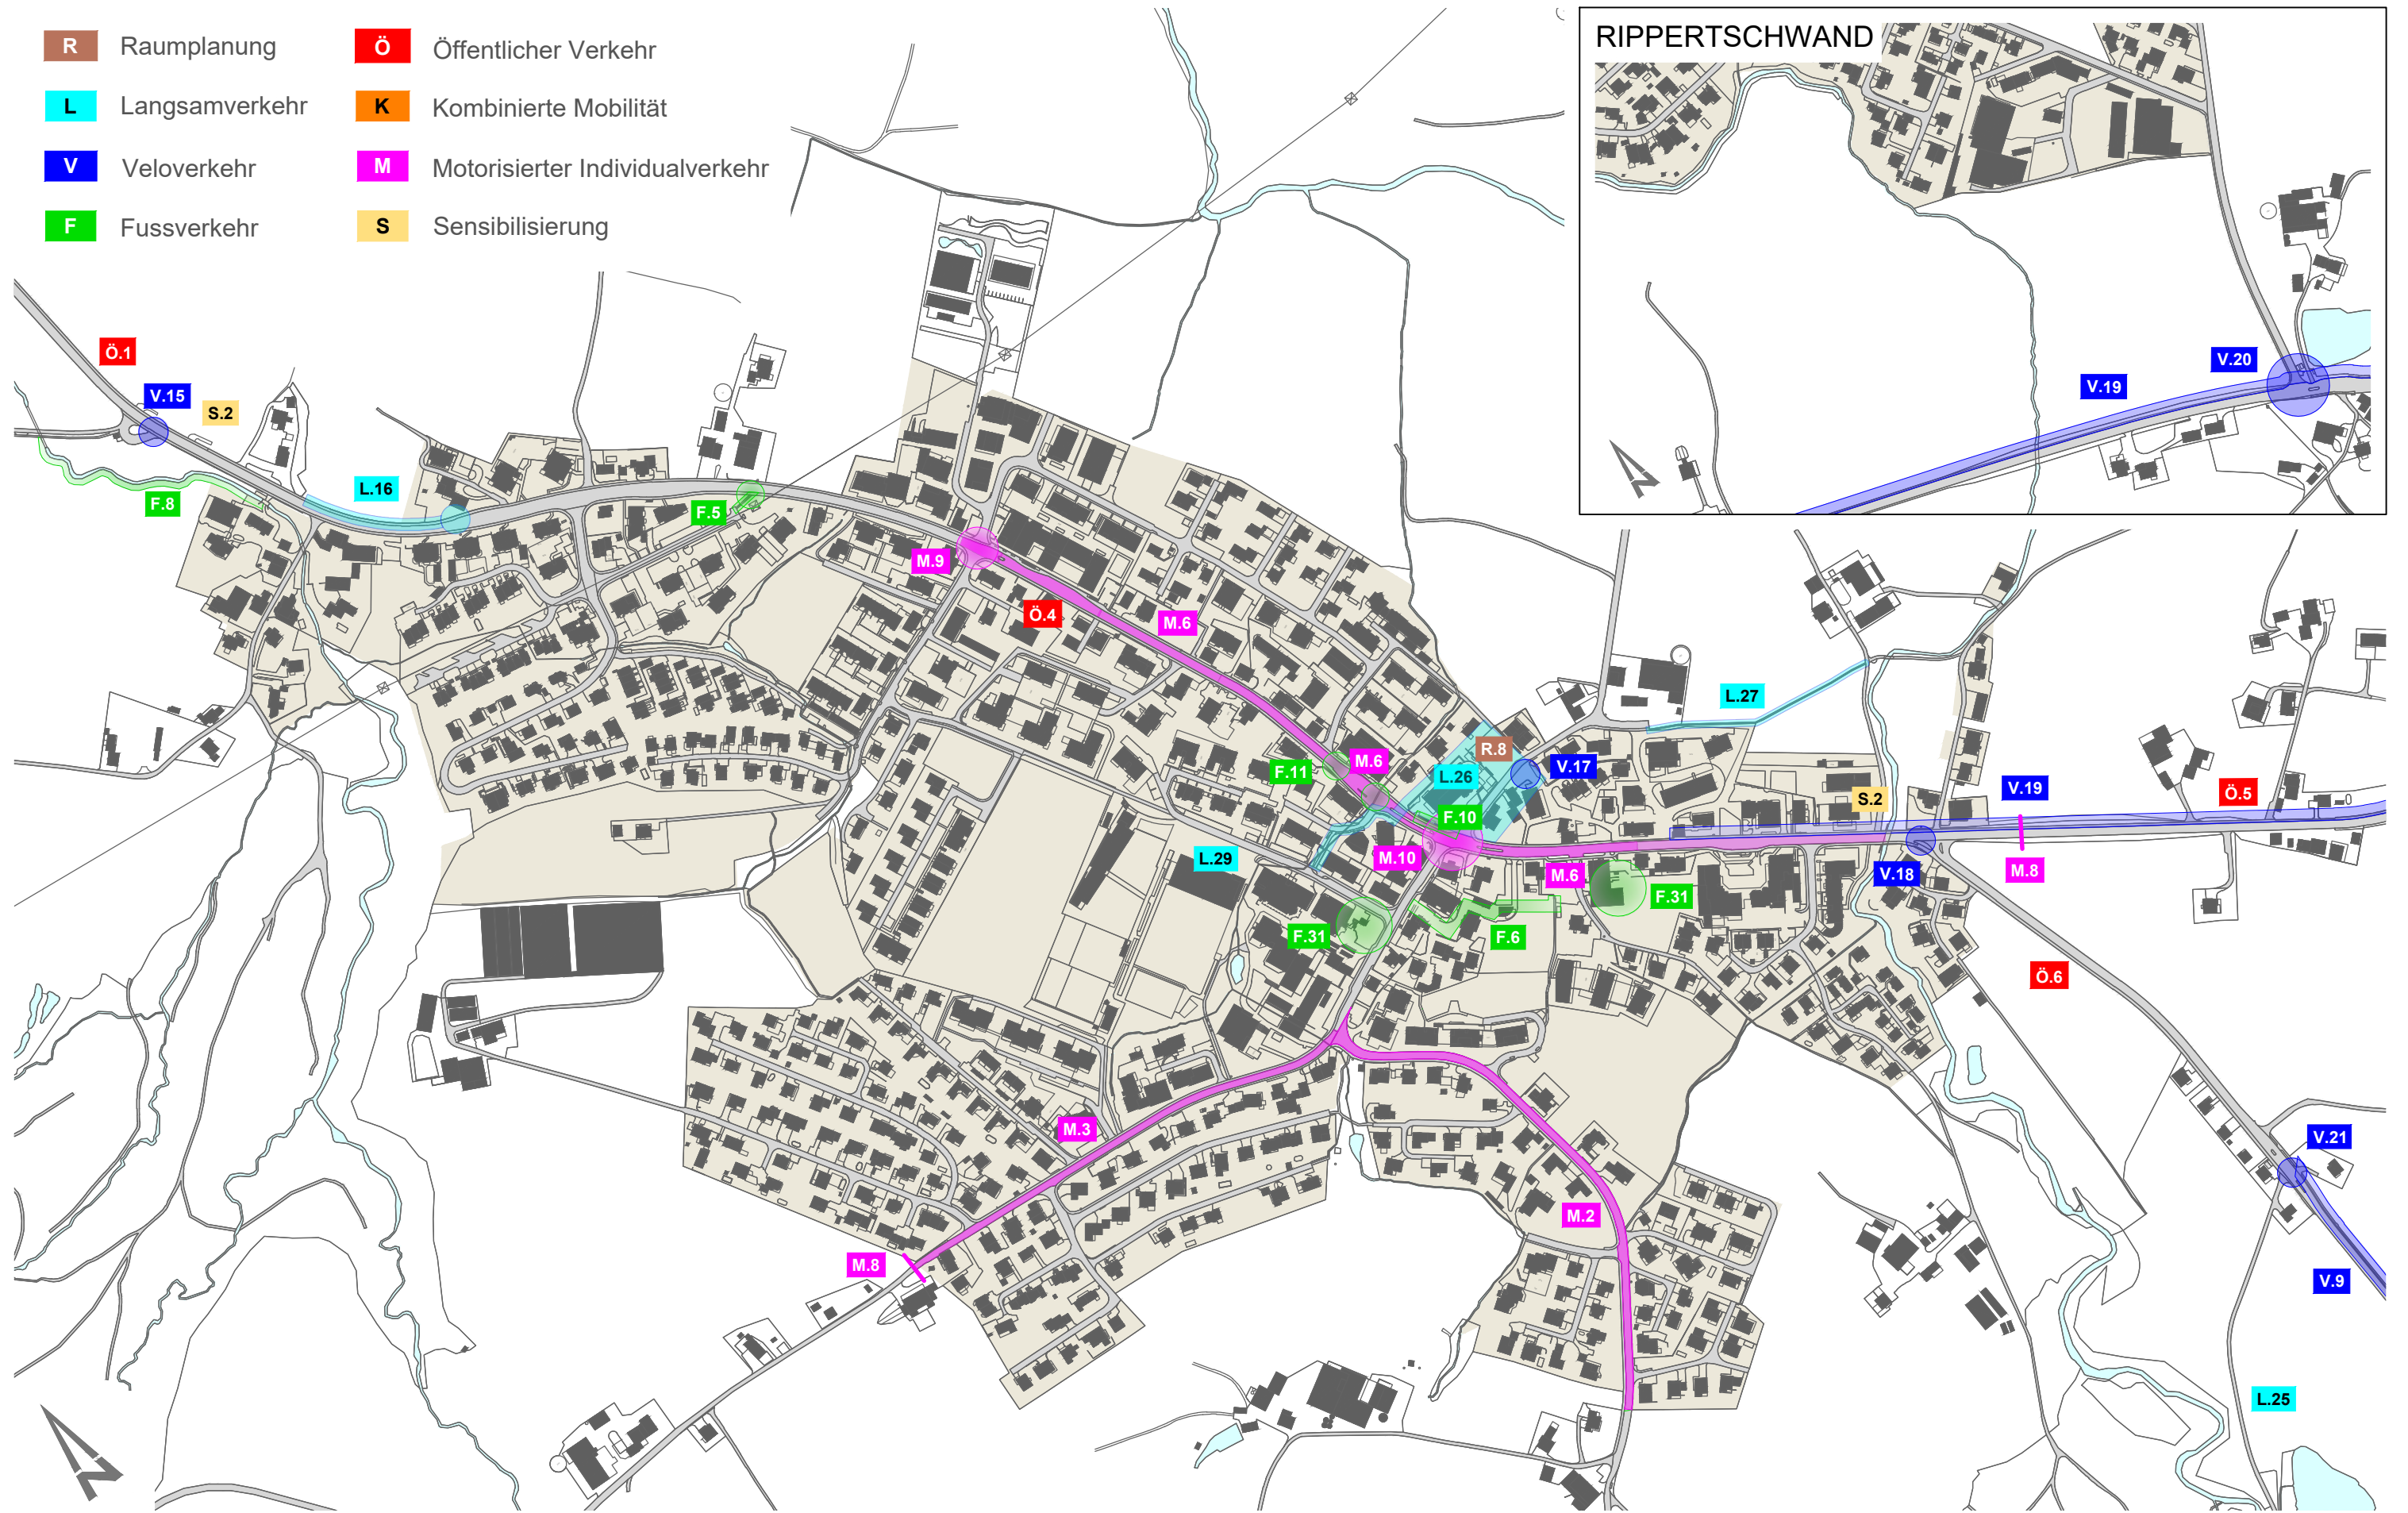 R Raumplanung
Ö Öffentlicher Verkehr
L Langsamverkehr
K Kombinierte Mobilität
V Veloverkehr
M Motorisierter Individualverkehr
F Fussverkehr
S Sensibilisierung
RIPPERTSCHWAND
V.20
V.19
Ö.1
V.15
S.2
L.16
F.8
F.5
M.9
Ö.4
M.6
L.27
R.8
M.6
F.11
L.26
V.17
F.10
S.2
V.19
Ö.5
L.29
M.10
M.6
V.18
M.8
F.31
F.31
F.6
Ö.6
M.3
V.21
M.2
M.8
V.9
L.25